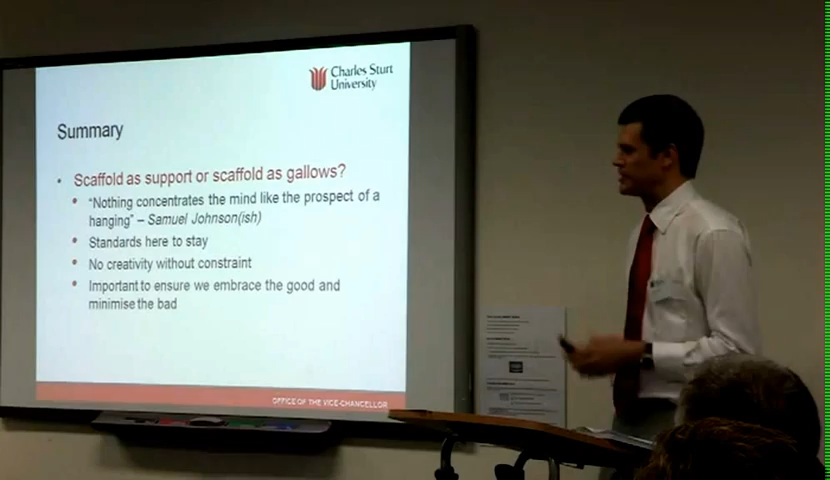 Charles Sturt
University
Summary
Scaffold as support or scaffold as gallows?
"Nothing concentrates the mind like the prospect of a
hanging" – Samuel Johnson(ish)
Standards here to stay
No creativity without constraint
Important to ensure we embrace the good and
minimise the bad
OFFICE OF THE VICE-CHANCELLOR